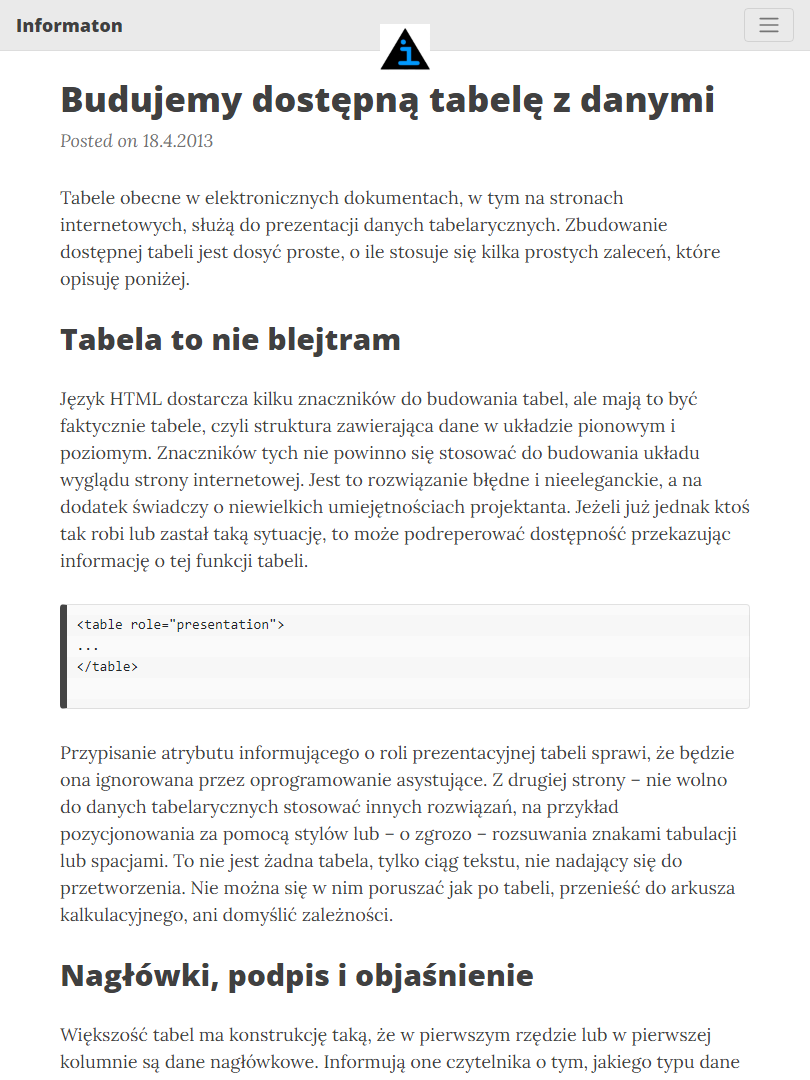 Informaton
i
Budujemy dostępną tabelę z danymi
Posted on 18.4.2013
Tabele obecne w elektronicznych dokumentach, w tym na stronach
internetowych, służą do prezentacji danych tabelarycznych. Zbudowanie
dostępnej tabeli jest dosyć proste, o ile stosuje się kilka prostych zaleceń, które
opisuję poniżej.
Tabela to nie blejtram
Język HTML dostarcza kilku znaczników do budowania tabel, ale mają to być
faktycznie tabele, czyli struktura zawierająca dane w układzie pionowym i
poziomym. Znaczników tych nie powinno się stosować do budowania układu
wyglądu strony internetowej. Jest to rozwiązanie błędne i nieeleganckie, a na
dodatek świadczy o niewielkich umiejętnościach projektanta. Jeżeli już jednak ktoś
tak robi lub zastał taką sytuację, to może podreperować dostępność przekazując
informację o tej funkcji tabeli.
<table role="presentation">
...
</table>
Przypisanie atrybutu informującego o roli prezentacyjnej tabeli sprawi, że będzie
ona ignorowana przez oprogramowanie asystujące. Z drugiej strony – nie wolno
do danych tabelarycznych stosować innych rozwiązań, na przykład
pozycjonowania za pomocą stylów lub – o zgrozo – rozsuwania znakami tabulacji
lub spacjami. To nie jest żadna tabela, tylko ciąg tekstu, nie nadający się do
przetworzenia. Nie można się w nim poruszać jak po tabeli, przenieść do arkusza
kalkulacyjnego, ani domyślić zależności.
Nagłówki, podpis i objaśnienie
Większość tabel ma konstrukcję taką, że w pierwszym rzędzie lub w pierwszej
kolumnie są dane nagłówkowe. Informują one czytelnika o tym, jakiego typu dane